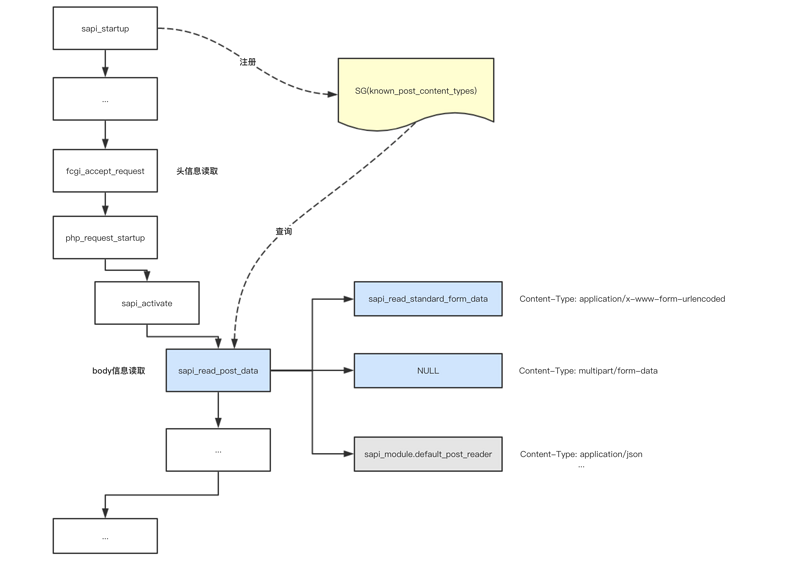 sapi_startup
注册
SG(known_post_content_types)
...
fcgi_accept_request
头信息读取
php_request_startup
查询
sapi_activate
sapi_read_standard_form_data
Content-Type: application/x-www-form-urlencoded
body信息读取
sapi_read_post_data
NULL
Content-Type: multipart/form-data
...
sapi_module.default_post_reader
Content-Type: application/json
...
...